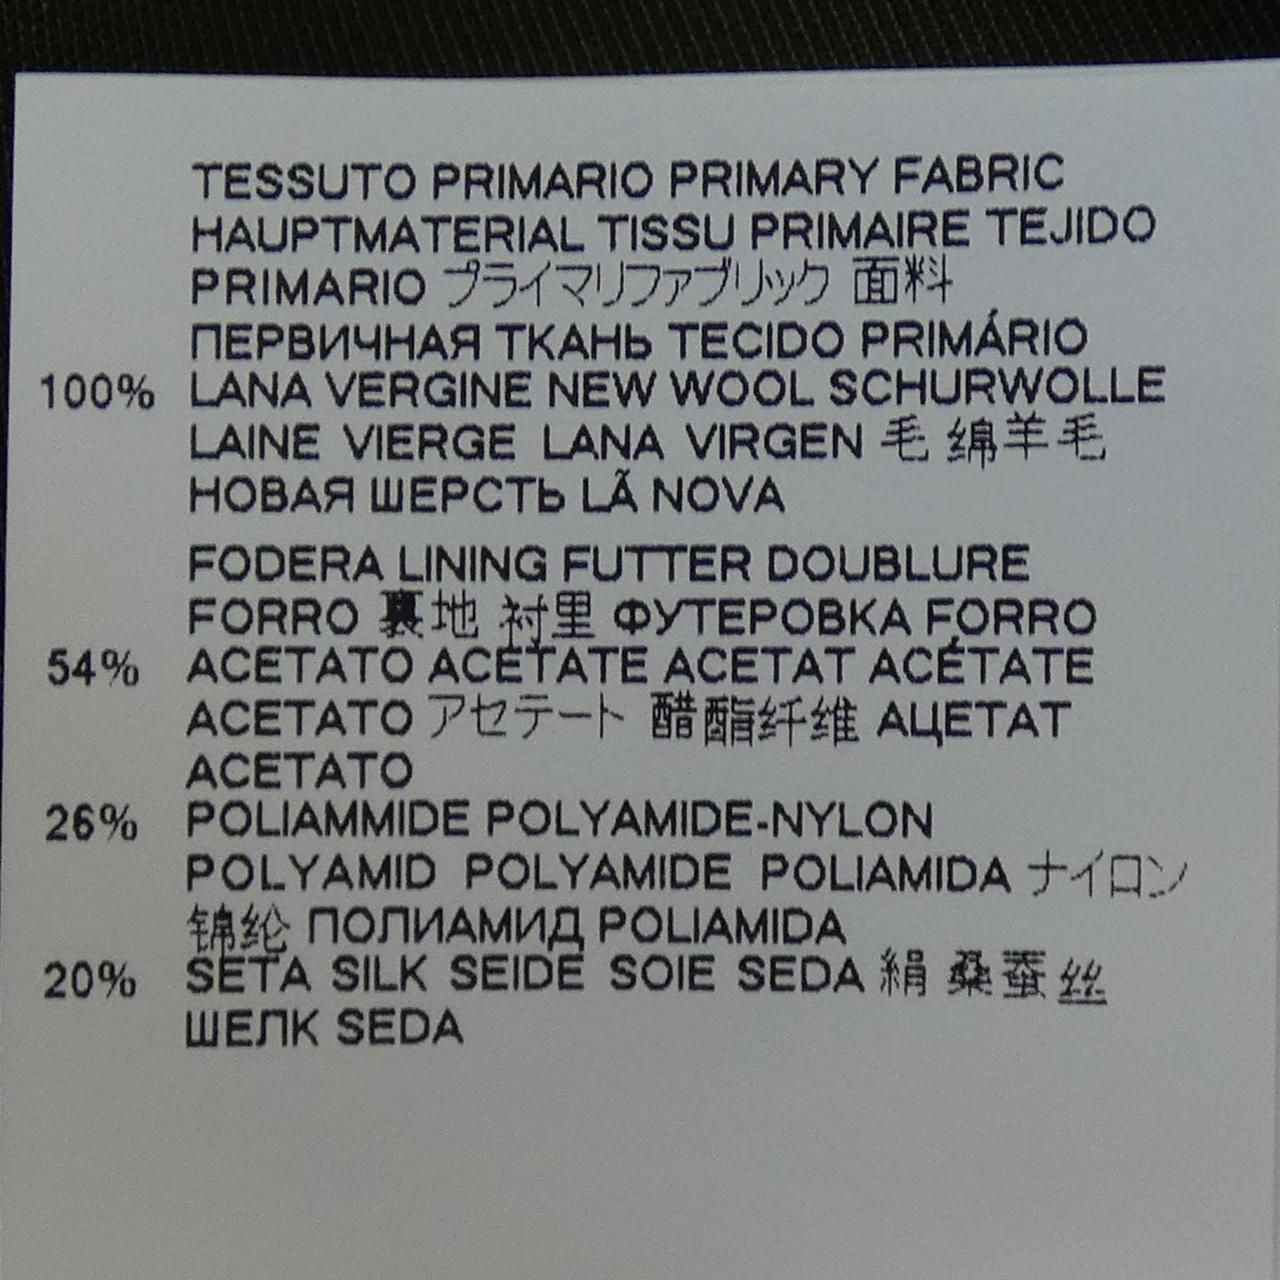 TESSUTO PRIMARIO PRIMARY FABRIC
HAUPTMATERIAL TISSU PRIMAIRE TEJIDO
PRIMARIO プライマリファブリック 面料
ПЕРВИЧНАЯ ТКАНЬ TECIDO PRIMÁRIO
100% LANA VERGINE NEW WOOL SCHURWOLLE
LAINE VIERGE LANA VIRGEN 毛 绵羊毛
НОВАЯ ШЕРСТЬ LÃ NOVA
FODERA LINING FUTTER DOUBLURE
FORRO 裏地 衬里 ФУТЕРОВКА FORRO
54% ACETATO ACETATE ACETAT ACÉTATE
ACETATO アセテート 醋酯纤维 АЦЕТАТ
ACETATO
26% POLIAMMIDE POLYAMIDE-NYLON
POLYAMID POLYAMIDE POLIAMIDA ナイロン
锦纶 ПОЛИАМИД POLIAMIDA
20% SETA SILK SEIDE SOIE SEDA 絹 桑蚕丝
ШЕЛК SEDA